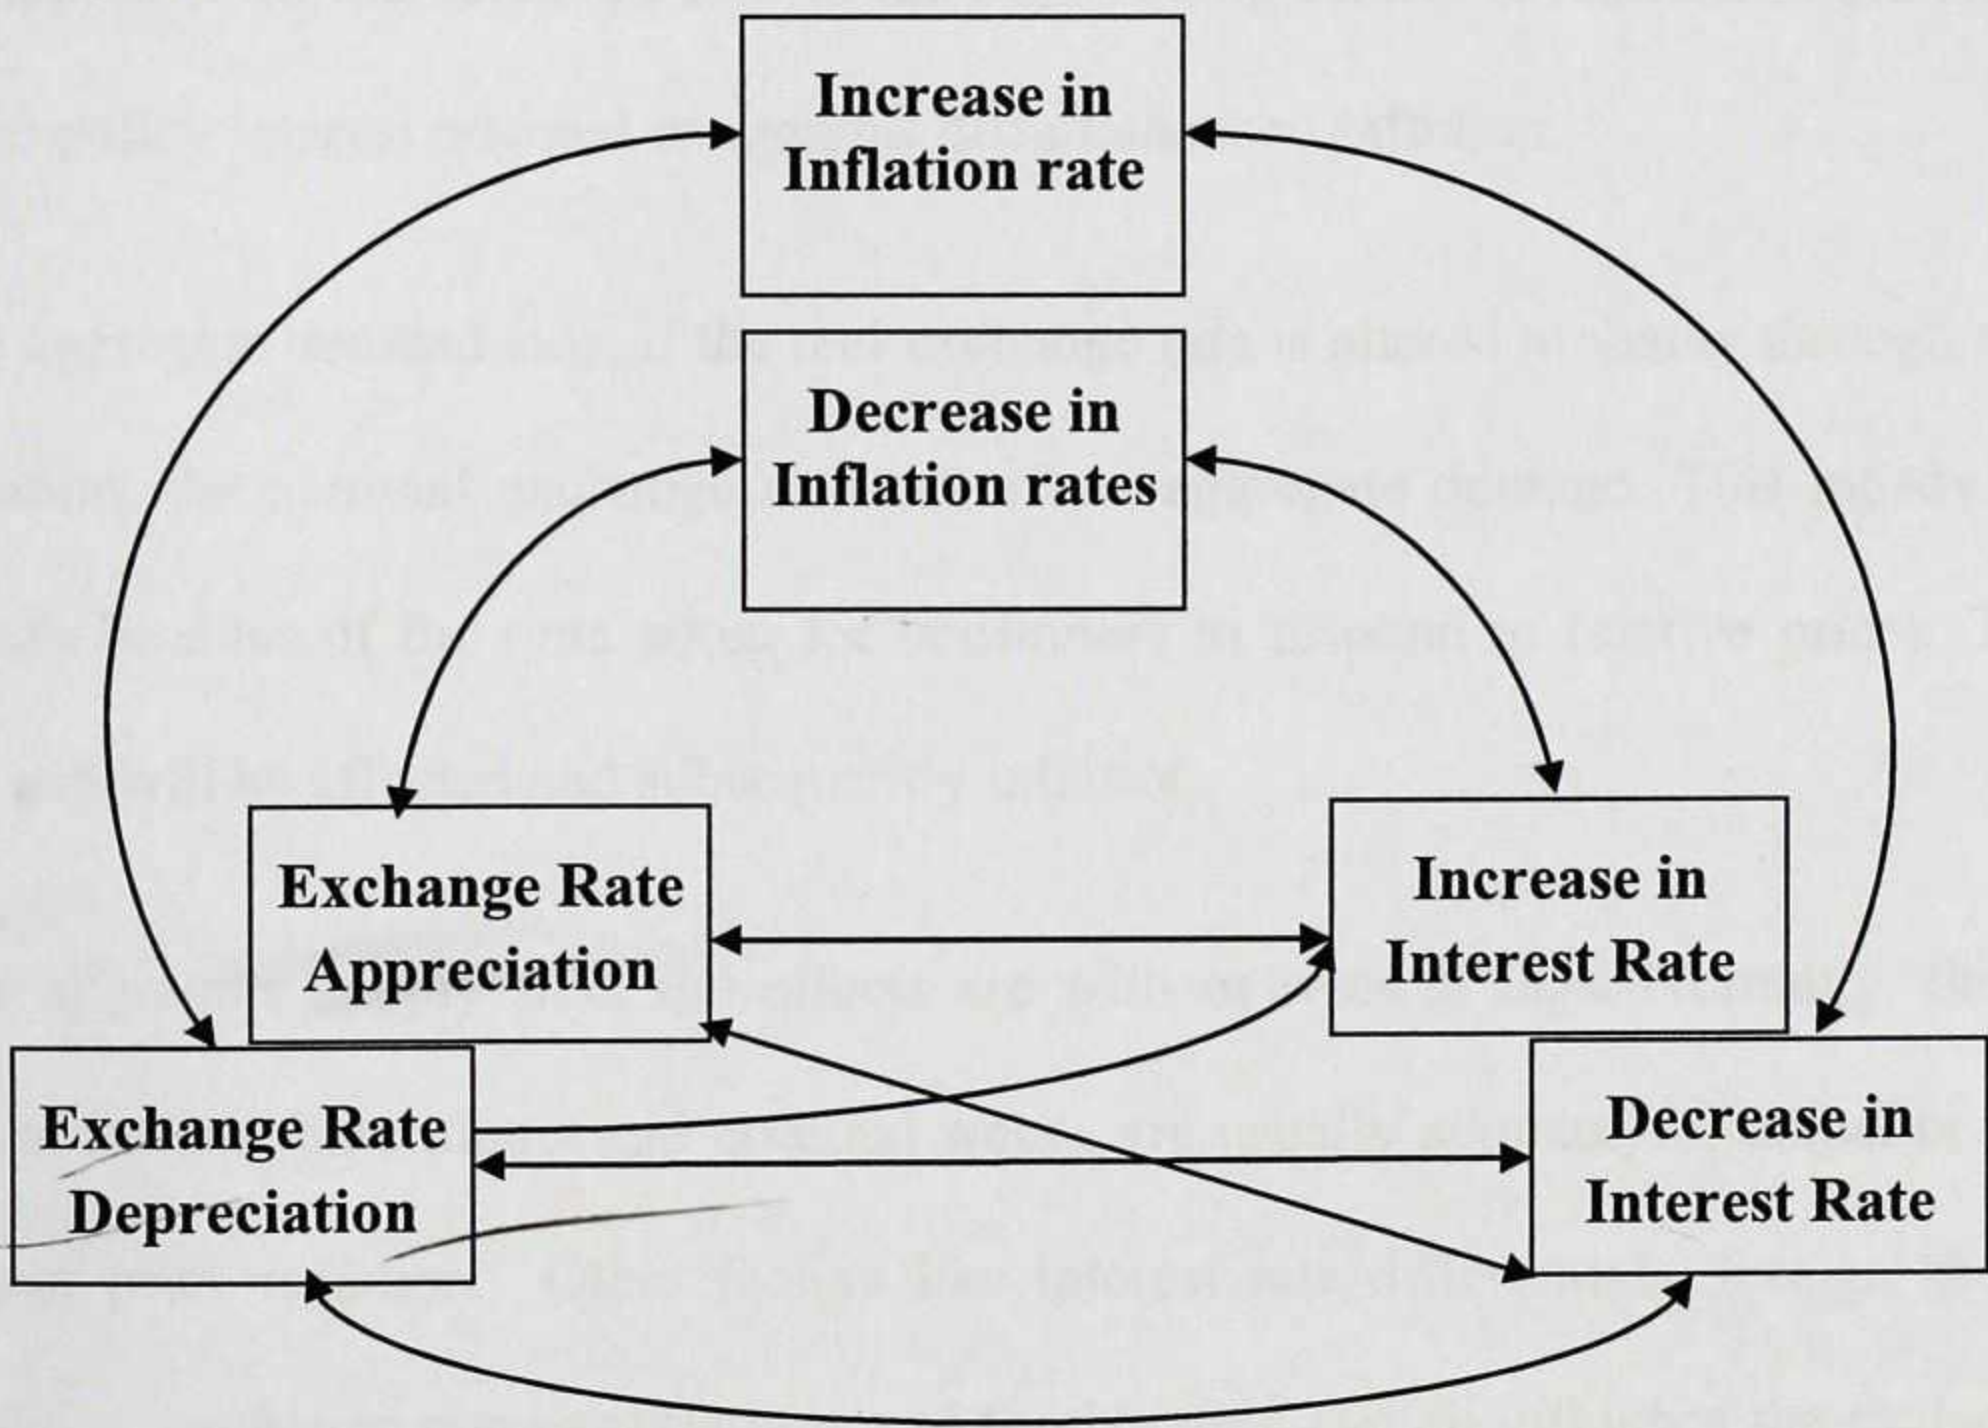 Increase in
Inflation rate
Decrease in
Inflation rates
Exchange Rate
Appreciation
Increase in
Interest Rate
Exchange Rate
Depreciation
Decrease in
Interest Rate